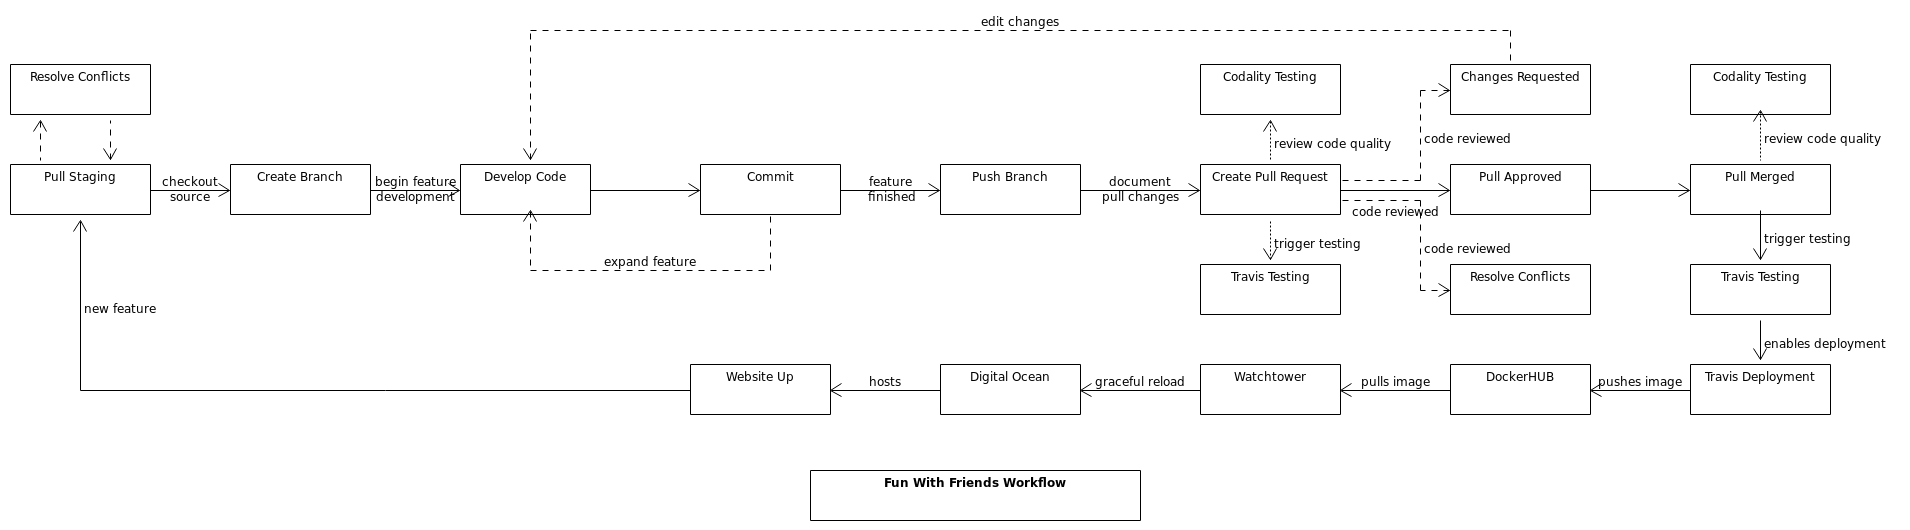 edit changes
Resolve Conflicts
Codality Testing
Changes Requested
Codality Testing
review code quality
code reviewed
review code quality
Pull Staging
checkout
source
Create Branch
begin feature
development
Develop Code
Commit
feature
finished
Push Branch
document
pull changes
Create Pull Request
code reviewed
Pull Approved
Pull Merged
expand feature
trigger testing
code reviewed
trigger testing
Travis Testing
Resolve Conflicts
Travis Testing
new feature
enables deployment
Website Up
hosts
Digital Ocean
graceful reload
Watchtower
pulls image
DockerHUB
pushes image
Travis Deployment
Fun With Friends Workflow